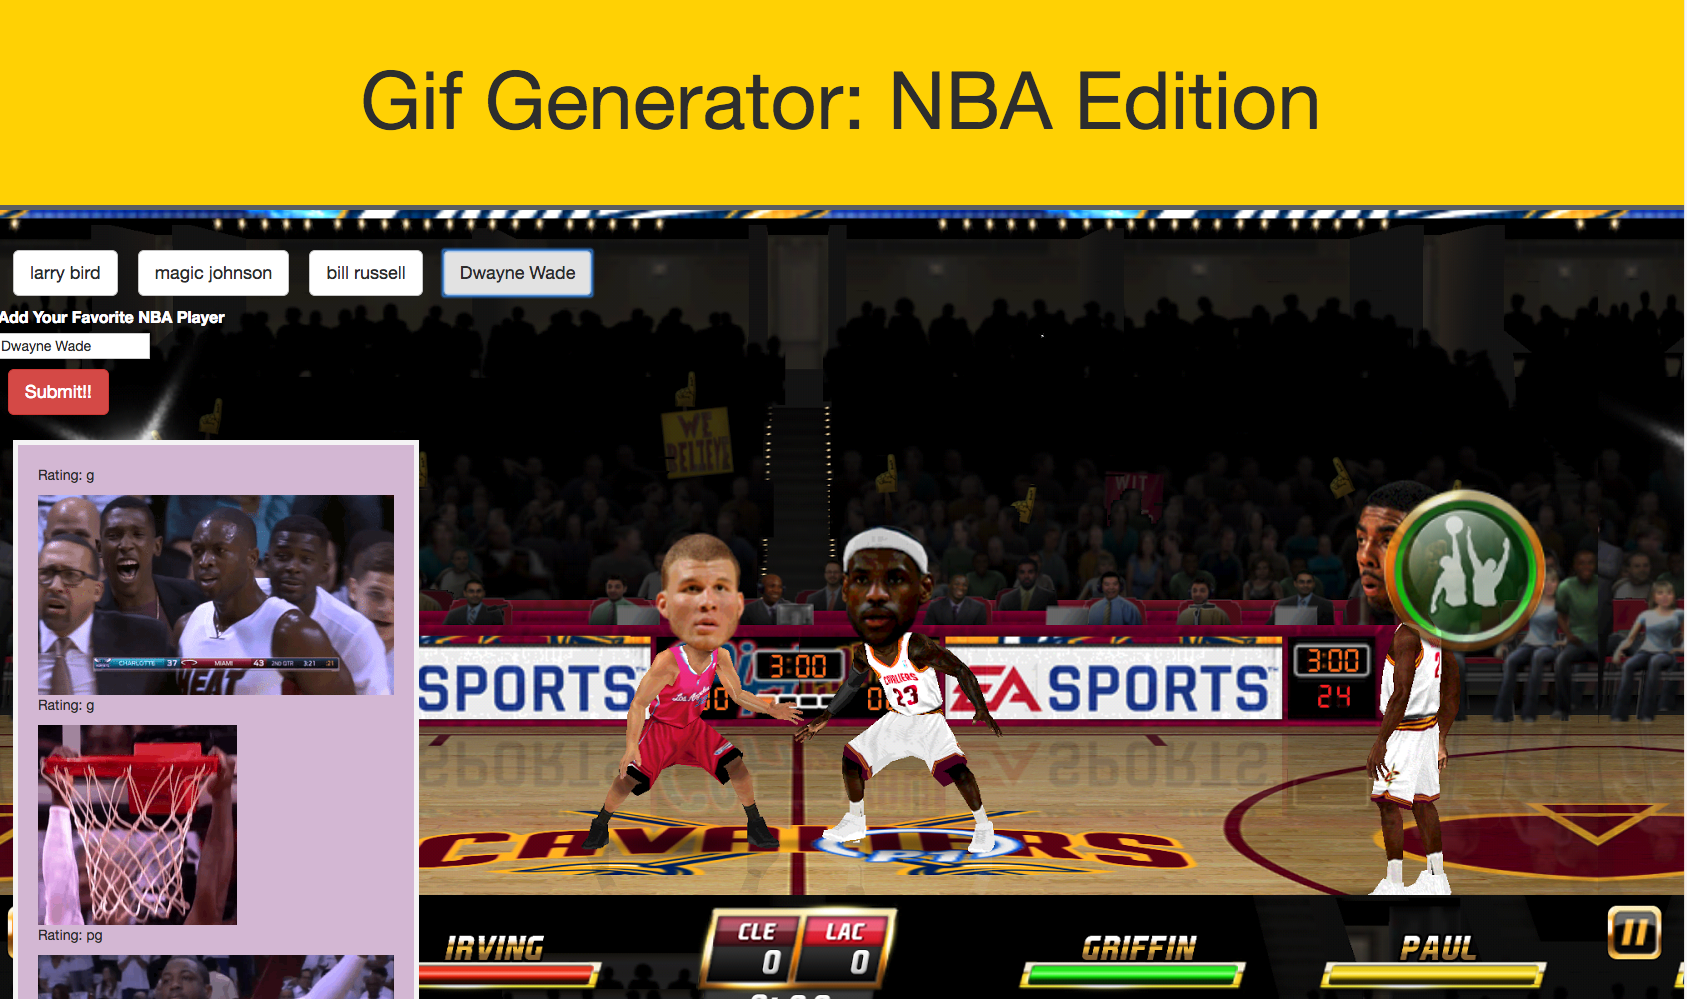 Gif Generator: NBA Edition
larry bird
magic johnson
bill russell
Dwayne Wade
Add Your Favorite NBA Player
Dwayne Wade
Submit!!
WE
BELIEVE
WIT
Rating: g
CHARLOTTE 37 MIAMI 43 2ND QTR 3:21 :21
HEAT
Rating: g
Rating: pg
SPORTS
3:00
EA SPORTS
3:00
24
CAVALIERS
23
CAVALIERS
IRVING
CLE
LAC
0
0
GRIFFIN
PAUL